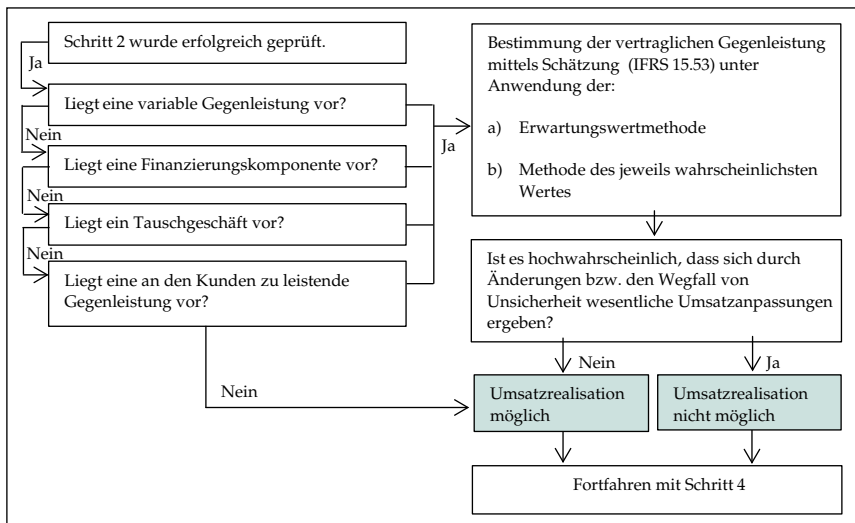 Schritt 2 wurde erfolgreich geprüft.
Ja
Liegt eine variable Gegenleistung vor?
Nein
Liegt eine Finanzierungskomponente vor?
Nein
Liegt ein Tauschgeschäft vor?
Nein
Liegt eine an den Kunden zu leistende
Gegenleistung vor?
Nein
Ja
Bestimmung der vertraglichen Gegenleistung
mittels Schätzung (IFRS 15.53) unter
Anwendung der:
a) Erwartungswertmethode
b) Methode des jeweils wahrscheinlichsten
Wertes
Ist es hochwahrscheinlich, dass sich durch
Änderungen bzw. den Wegfall von
Unsicherheit wesentliche Umsatzanpassungen
ergeben?
Nein
Ja
Umsatzrealisation
möglich
Umsatzrealisation
nicht möglich
Fortfahren mit Schritt 4